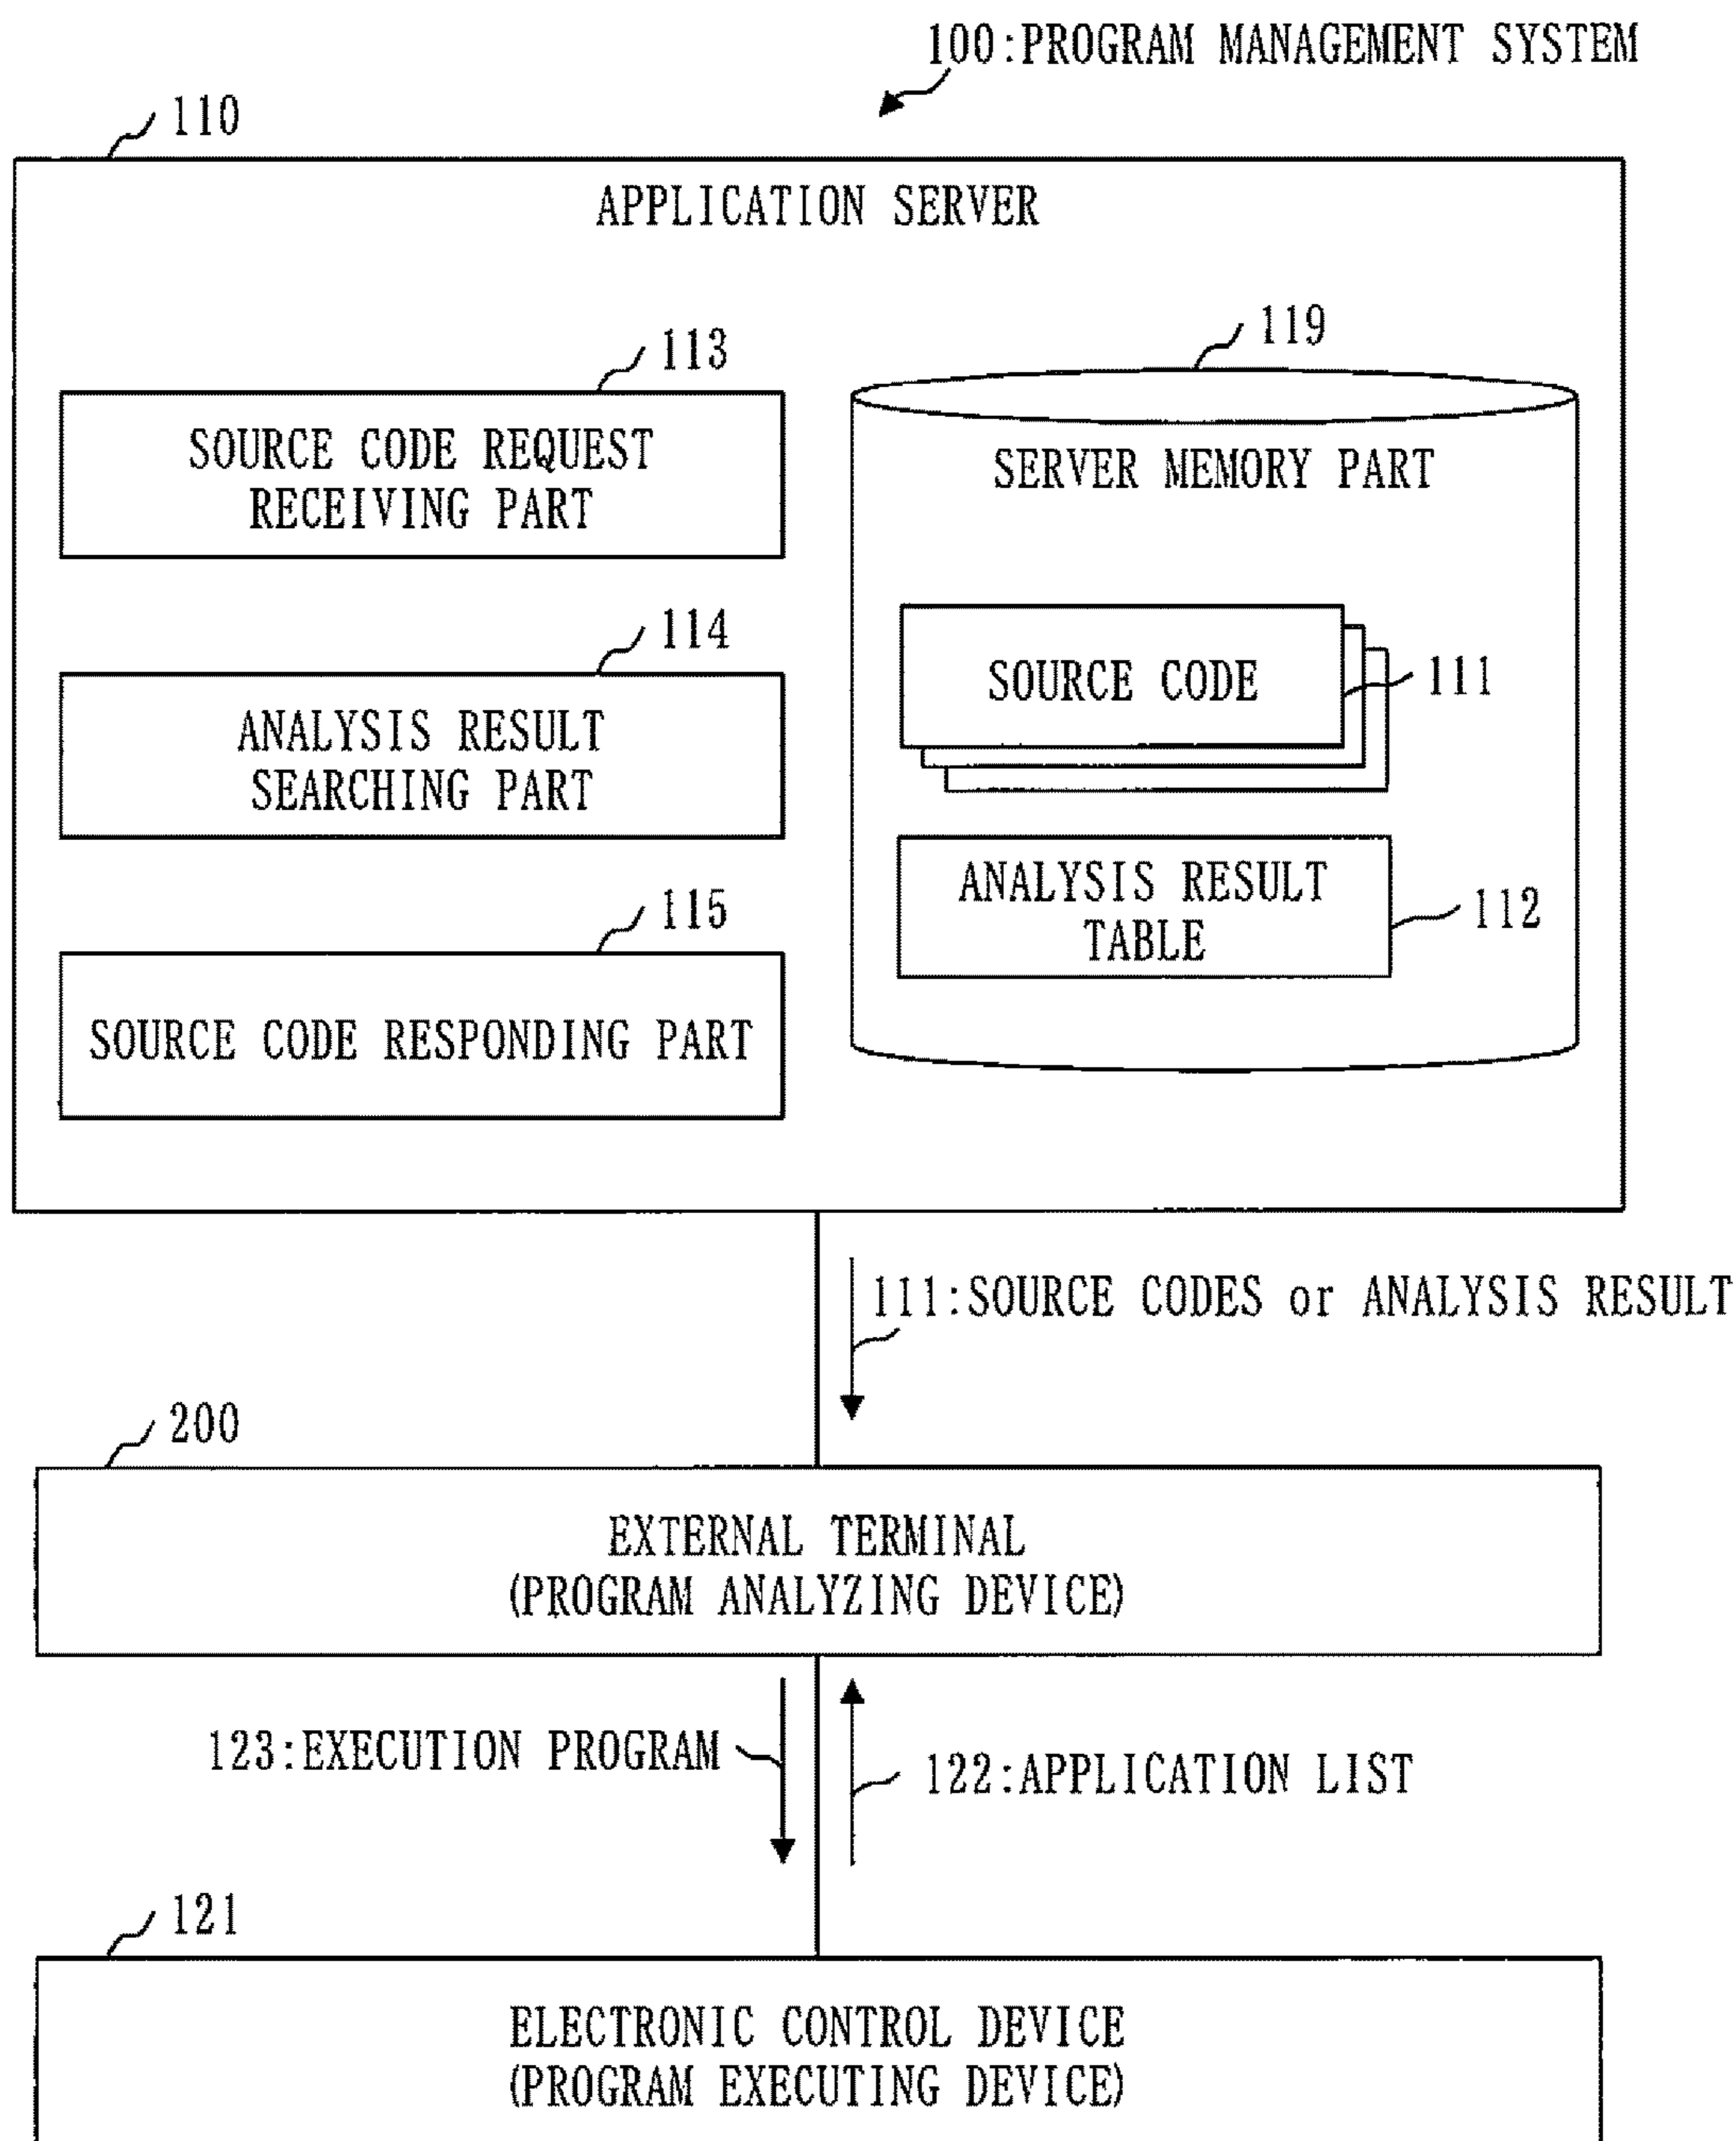 100:PROGRAM MANAGEMENT SYSTEM
110
APPLICATION SERVER
113
SOURCE CODE REQUEST
RECEIVING PART
114
ANALYSIS RESULT
SEARCHING PART
115
SOURCE CODE RESPONDING PART
119
SERVER MEMORY PART
SOURCE CODE
111
ANALYSIS RESULT
TABLE
112
111:SOURCE CODES or ANALYSIS RESULT
200
EXTERNAL TERMINAL
(PROGRAM ANALYZING DEVICE)
123:EXECUTION PROGRAM
122:APPLICATION LIST
121
ELECTRONIC CONTROL DEVICE
(PROGRAM EXECUTING DEVICE)